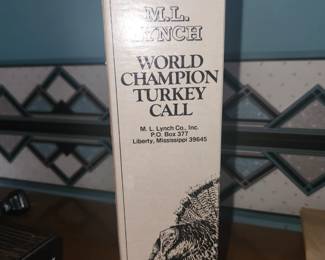 M.L.
LYNCH
WORLD
CHAMPION
TURKEY
CALL
M. L. Lynch Co., Inc.
P.O. Box 377
Liberty, Mississippi 39645